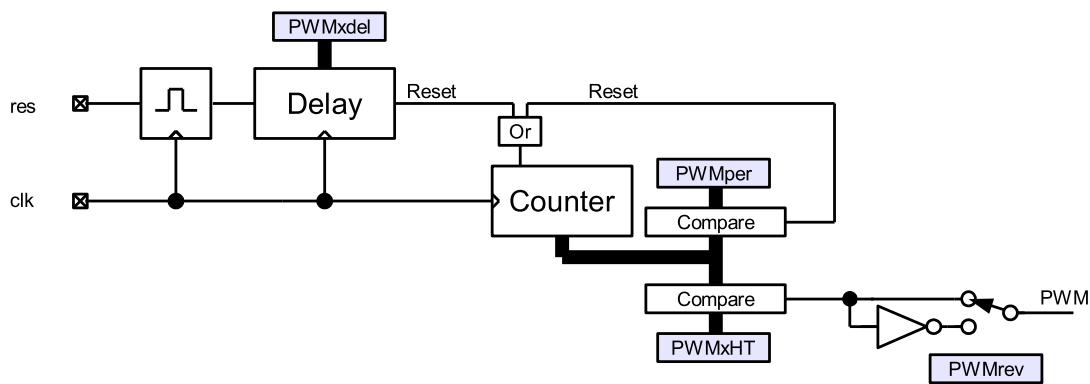 PWMxdel
res
Delay
Reset
Reset
Or
clk
Counter
PWMper
Compare
Compare
PWM
PWMxHT
PWMrev